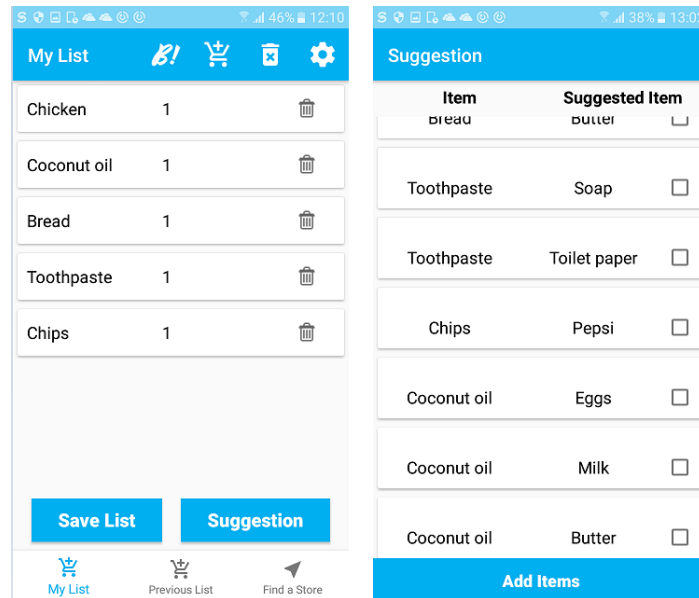 46% 12:10
My List B!
Chicken 1
Coconut oil 1
Bread 1
Toothpaste 1
Chips 1
Save List Suggestion
My List Previous List Find a Store
38% 13:02
Suggestion
Item Suggested Item
Bread Butter
Toothpaste Soap
Toothpaste Toilet paper
Chips Pepsi
Coconut oil Eggs
Coconut oil Milk
Coconut oil Butter
Add Items